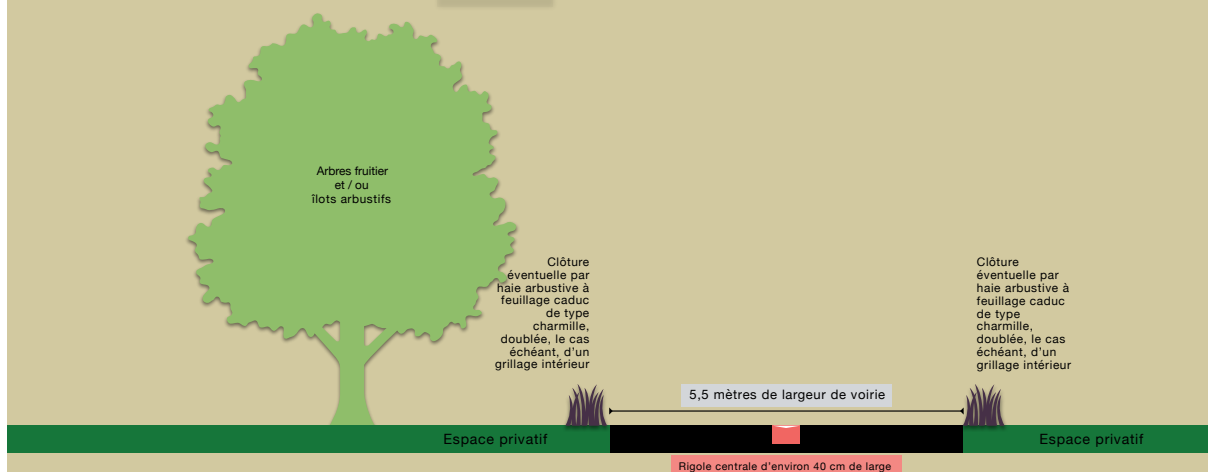 Arbres fruitier
et / ou
îlots arbustifs
Clôture
éventuelle par
haie arbustive à
feuillage caduc
de type
charmille,
doublée, le cas
échéant, d'un
grillage intérieur
Clôture
éventuelle par
haie arbustive à
feuillage caduc
de type
charmille,
doublée, le cas
échéant, d'un
grillage intérieur
5,5 mètres de largeur de voirie
Espace privatif
Espace privatif
Rigole centrale d'environ 40 cm de large